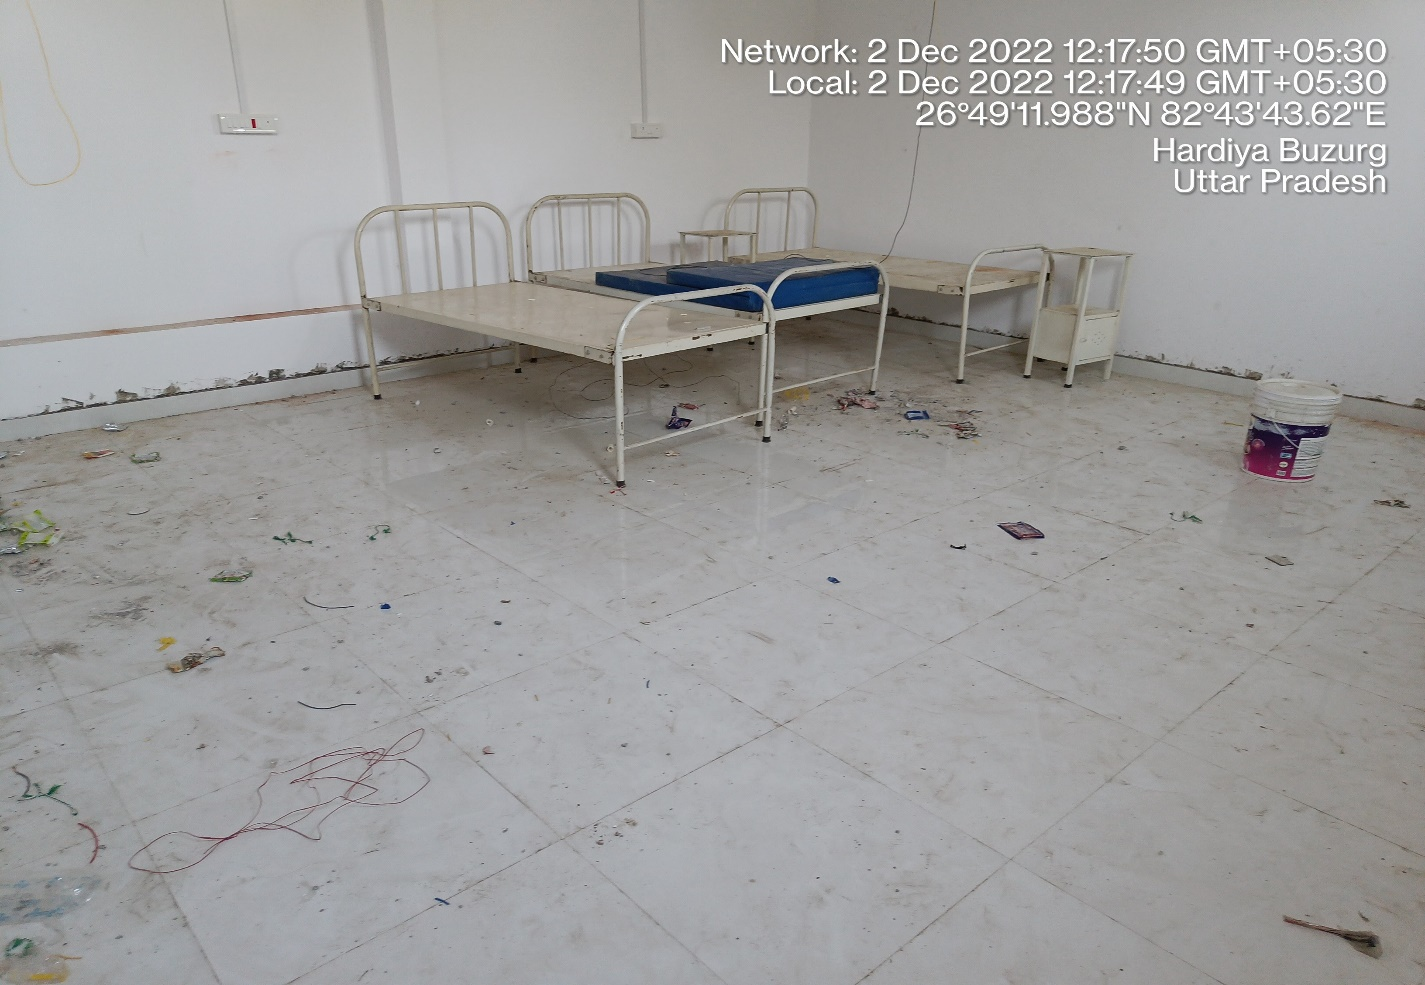 Network: 2 Dec 2022 12:17:50 GMT+05:30
Local: 2 Dec 2022 12:17:49 GMT+05:30
26°49'11.988"N 82°43'43.62"E
Hardiya Buzurg
Uttar Pradesh